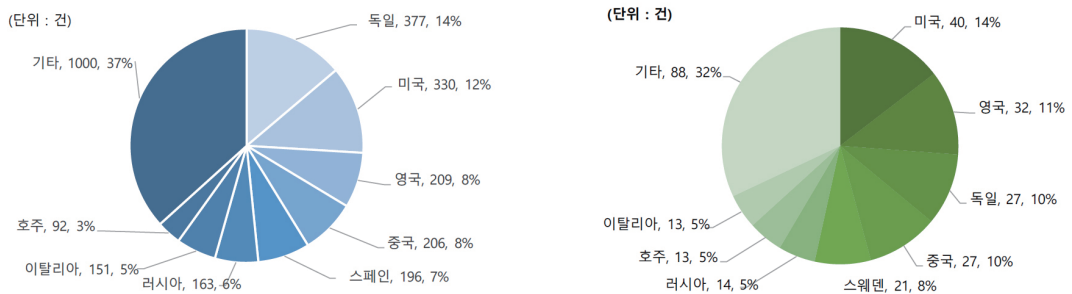 (단위 : 건)
독일, 377, 14%
미국, 330, 12%
영국, 209, 8%
중국, 206, 8%
스페인, 196, 7%
러시아, 163, 6%
이탈리아, 151, 5%
호주, 92, 3%
기타, 1000, 37%
(단위 : 건)
미국, 40, 14%
영국, 32, 11%
독일, 27, 10%
중국, 27, 10%
스웨덴, 21, 8%
러시아, 14, 5%
호주, 13, 5%
이탈리아, 13, 5%
기타, 88, 32%